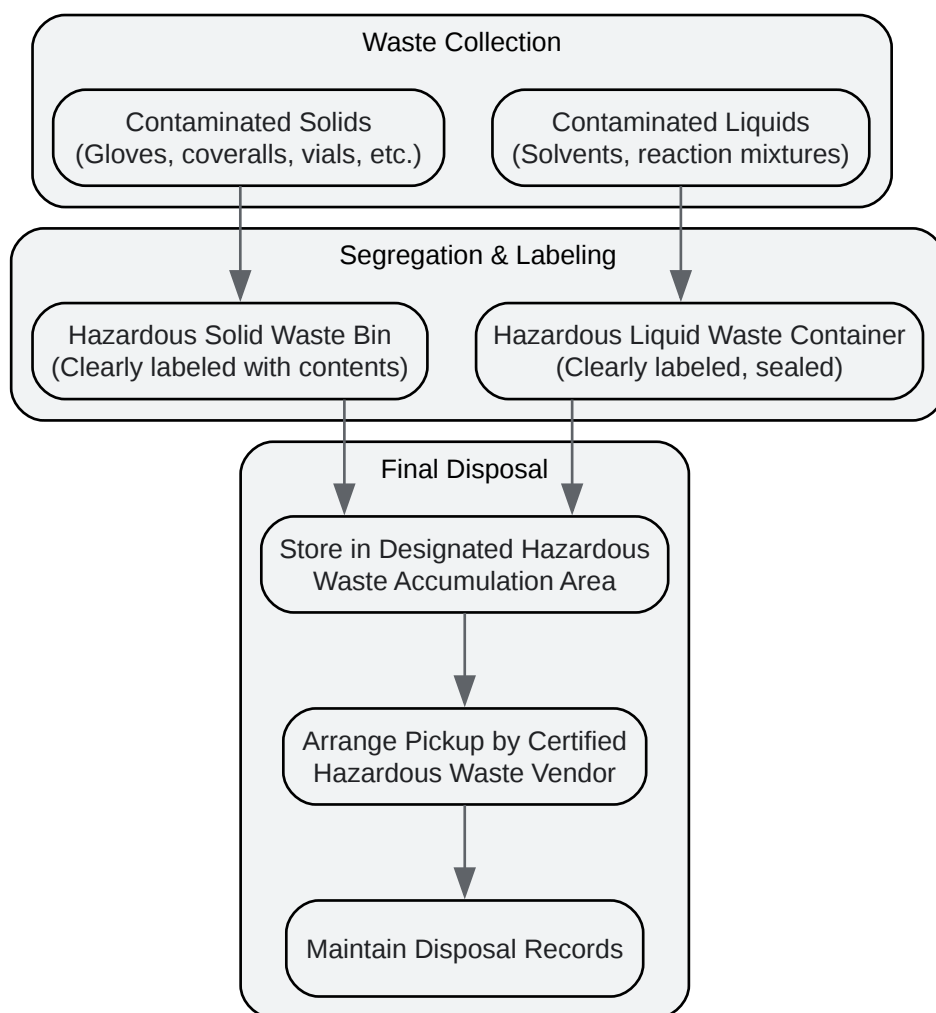 Waste Collection
Contaminated Solids
(Gloves, coveralls, vials, etc.)
Contaminated Liquids
(Solvents, reaction mixtures)
Segregation & Labeling
Hazardous Solid Waste Bin
(Clearly labeled with contents)
Hazardous Liquid Waste Container
(Clearly labeled, sealed)
Final Disposal
Store in Designated Hazardous
Waste Accumulation Area
Arrange Pickup by Certified
Hazardous Waste Vendor
Maintain Disposal Records